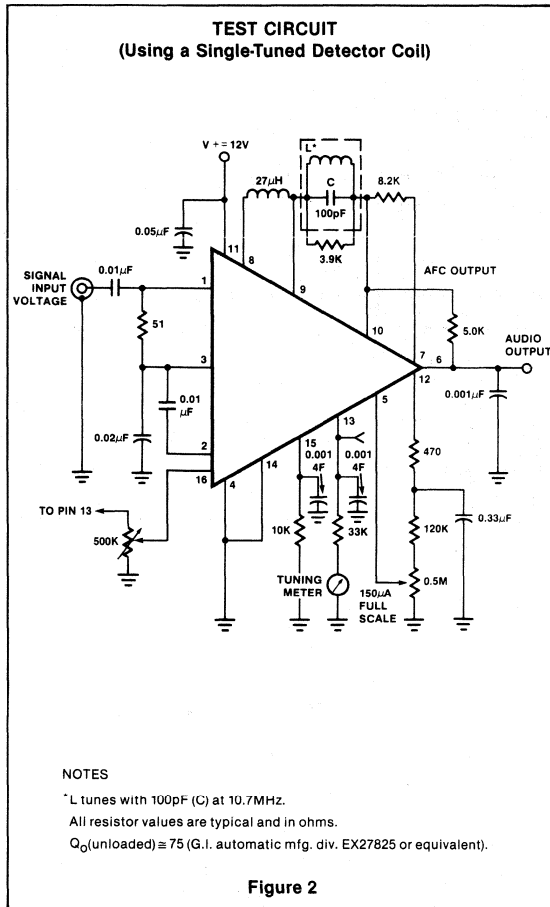 TEST CIRCUIT
(Using a Single-Tuned Detector Coil)
V + = 12V
L*
27µH
C
100pF
8.2K
0.05µF
3.9K
11
8
9
SIGNAL
INPUT
VOLTAGE
0.01µF
1
10
AFC OUTPUT
51
5.0K
3
7
6
AUDIO
OUTPUT
12
0.01
µF
5
0.001µF
13
0.02µF
2
15
0.001
4F
0.001
4F
470
16
4
14
TO PIN 13
500K
10K
33K
120K
0.33µF
TUNING
METER
150µA
FULL
SCALE
0.5M
NOTES
*L tunes with 100pF (C) at 10.7MHz.
All resistor values are typical and in ohms.
Qo(unloaded) ≅ 75 (G.I. automatic mfg. div. EX27825 or equivalent).
Figure 2